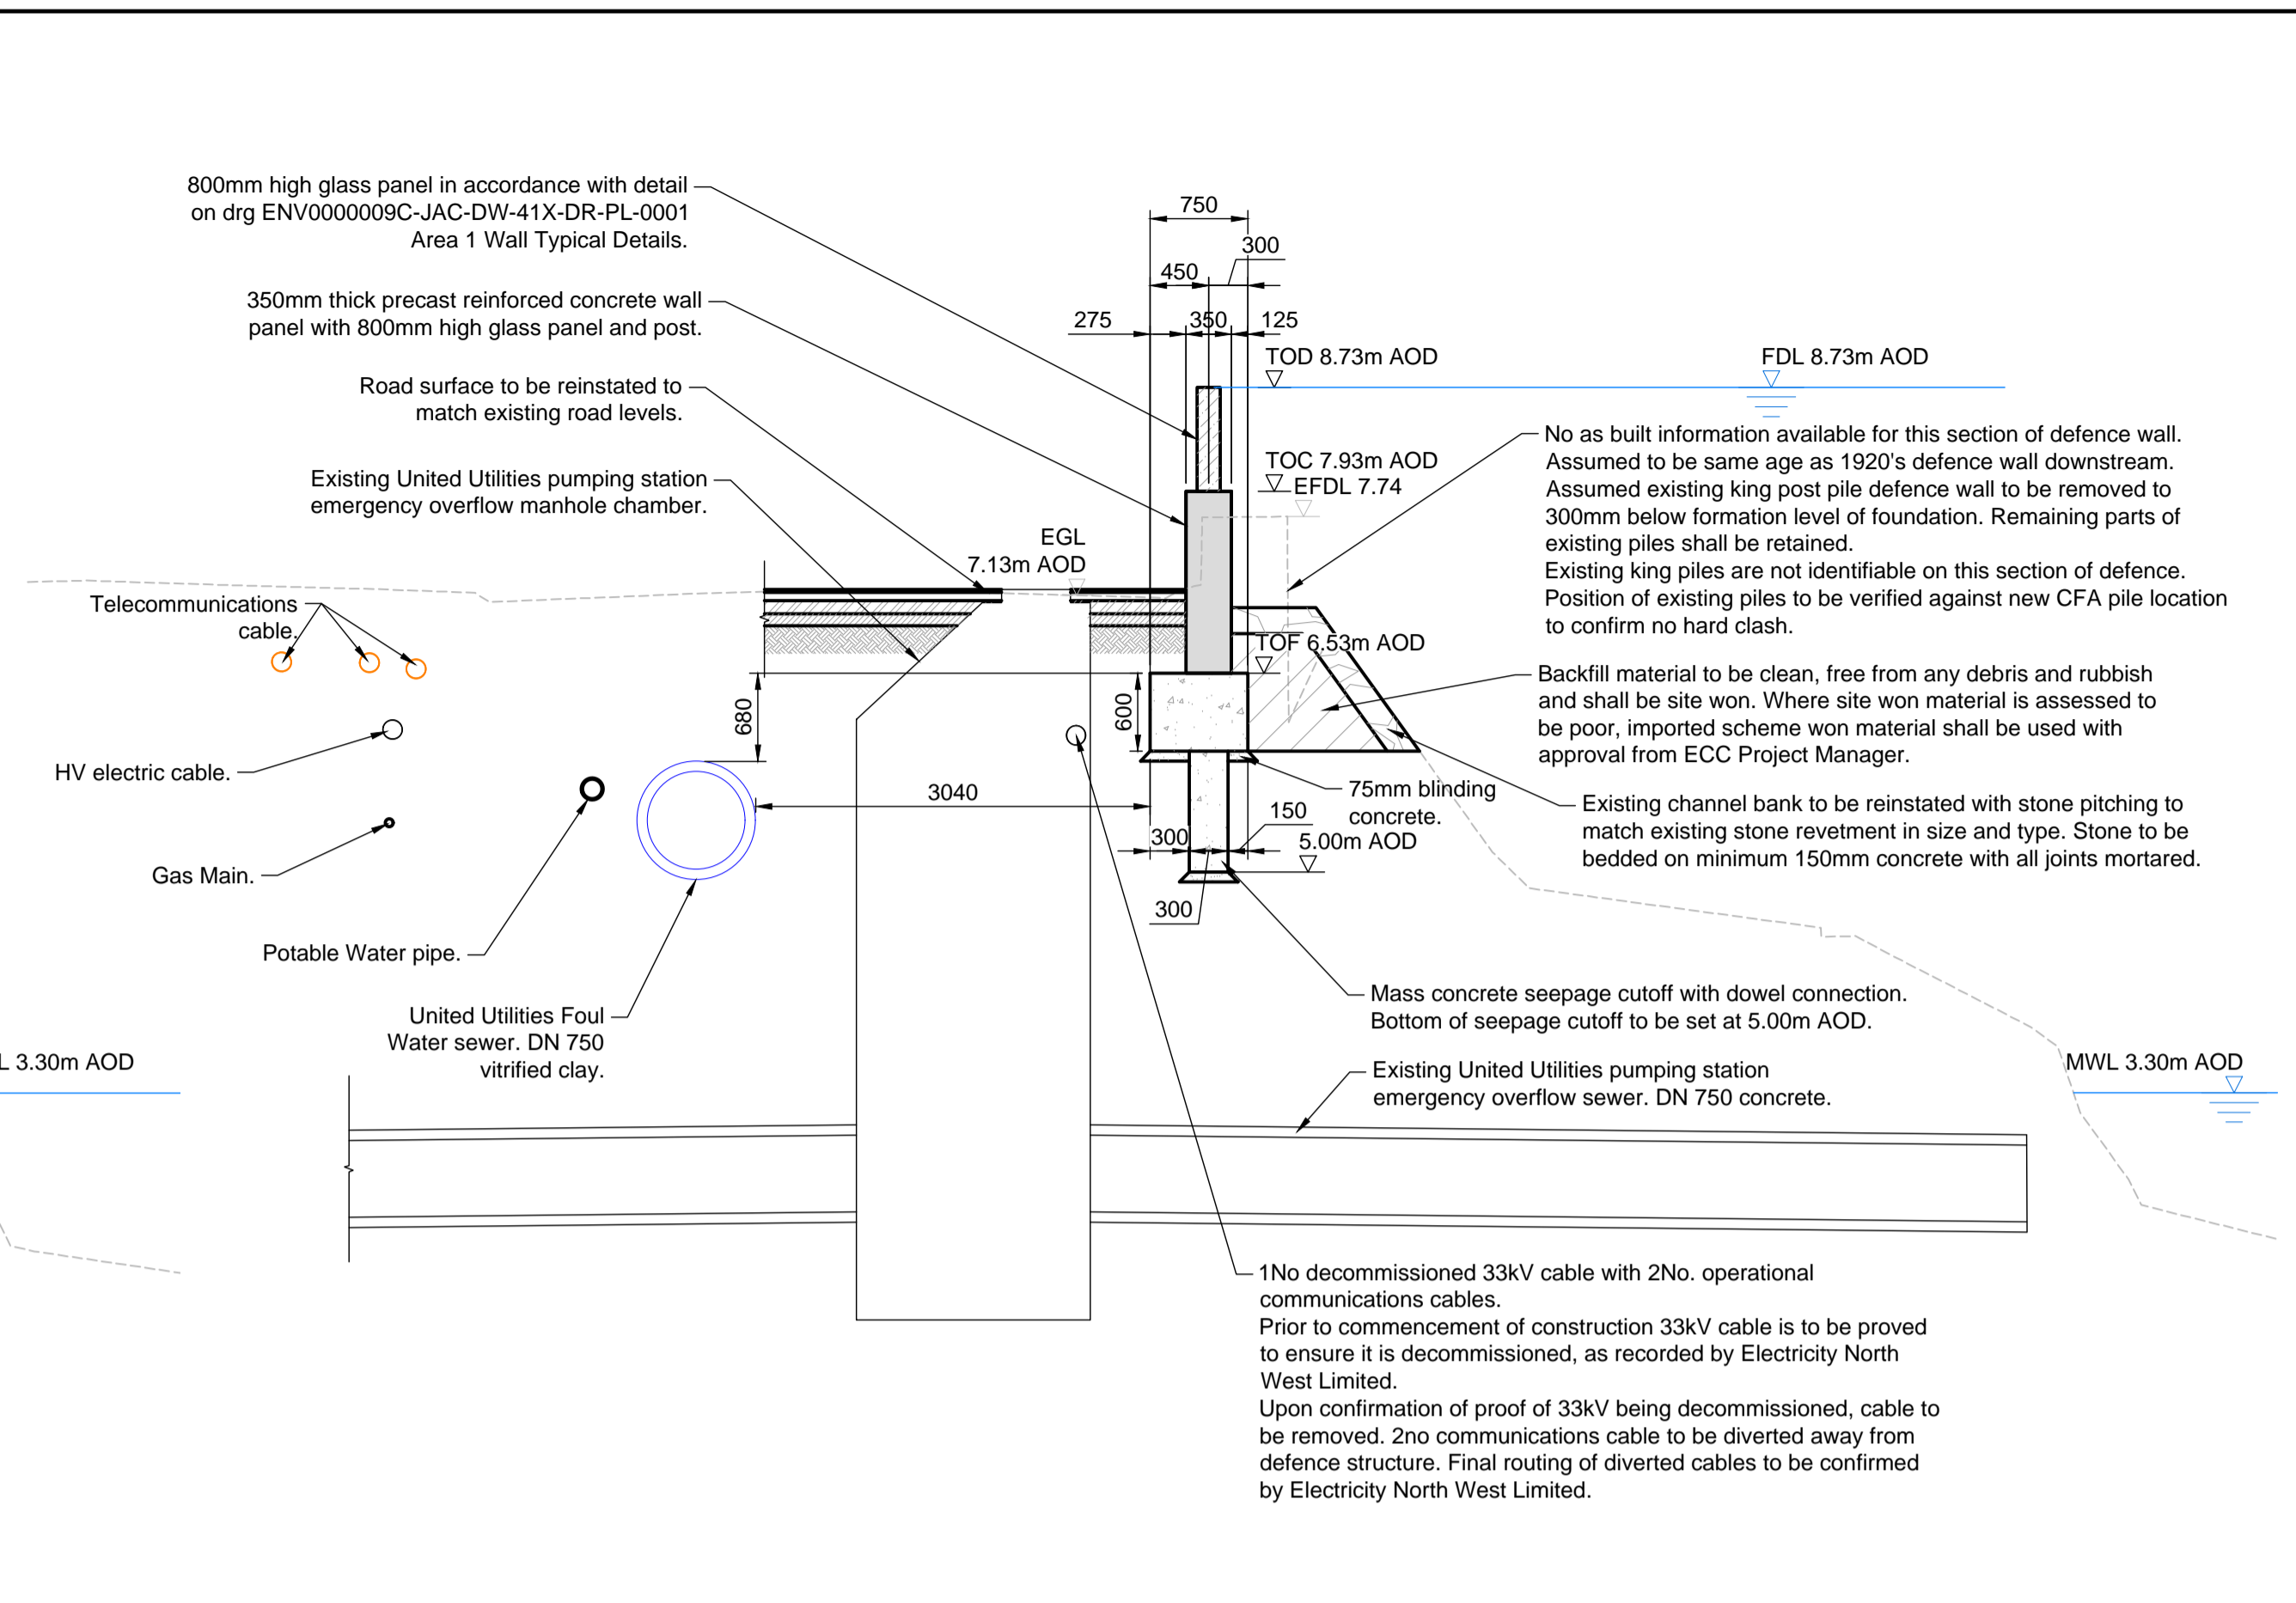 800mm high glass panel in accordance with detail
on drg ENV0000009C-JAC-DW-41X-DR-PL-0001
Area 1 Wall Typical Details.
350mm thick precast reinforced concrete wall
panel with 800mm high glass panel and post.
Road surface to be reinstated to
match existing road levels.
Existing United Utilities pumping station
emergency overflow manhole chamber.
EGL
7.13m AOD
Telecommunications
cable.
HV electric cable.
Gas Main.
Potable Water pipe.
United Utilities Foul
Water sewer. DN 750
vitrified clay.
L 3.30m AOD
750
300
450
275
350
125
TOD 8.73m AOD
FDL 8.73m AOD
TOC 7.93m AOD
EFDL 7.74
TOF 6.53m AOD
680
600
3040
75mm blinding
concrete.
150
300
5.00m AOD
300
No as built information available for this section of defence wall.
Assumed to be same age as 1920's defence wall downstream.
Assumed existing king post pile defence wall to be removed to
300mm below formation level of foundation. Remaining parts of
existing piles shall be retained.
Existing king piles are not identifiable on this section of defence.
Position of existing piles to be verified against new CFA pile location
to confirm no hard clash.
Backfill material to be clean, free from any debris and rubbish
and shall be site won. Where site won material is assessed to
be poor, imported scheme won material shall be used with
approval from ECC Project Manager.
Existing channel bank to be reinstated with stone pitching to
match existing stone revetment in size and type. Stone to be
bedded on minimum 150mm concrete with all joints mortared.
Mass concrete seepage cutoff with dowel connection.
Bottom of seepage cutoff to be set at 5.00m AOD.
Existing United Utilities pumping station
emergency overflow sewer. DN 750 concrete.
MWL 3.30m AOD
1No decommissioned 33kV cable with 2No. operational
communications cables.
Prior to commencement of construction 33kV cable is to be proved
to ensure it is decommissioned, as recorded by Electricity North
West Limited.
Upon confirmation of proof of 33kV being decommissioned, cable to
be removed. 2no communications cable to be diverted away from
defence structure. Final routing of diverted cables to be confirmed
by Electricity North West Limited.